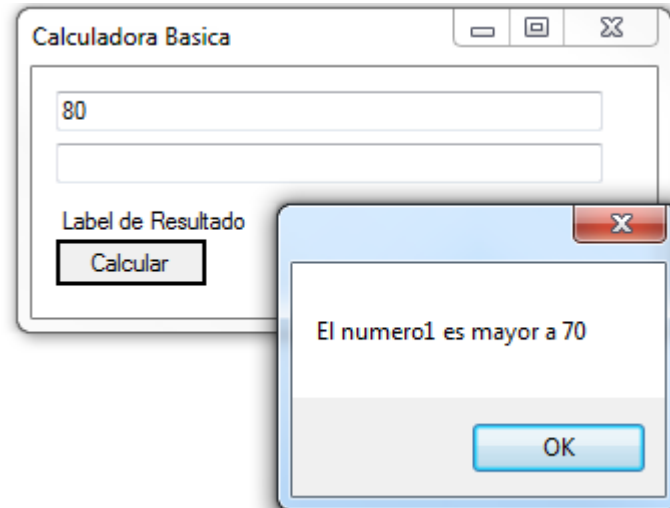 Calculadora Basica
80
Label de Resultado
Calcular
El numero1 es mayor a 70
OK